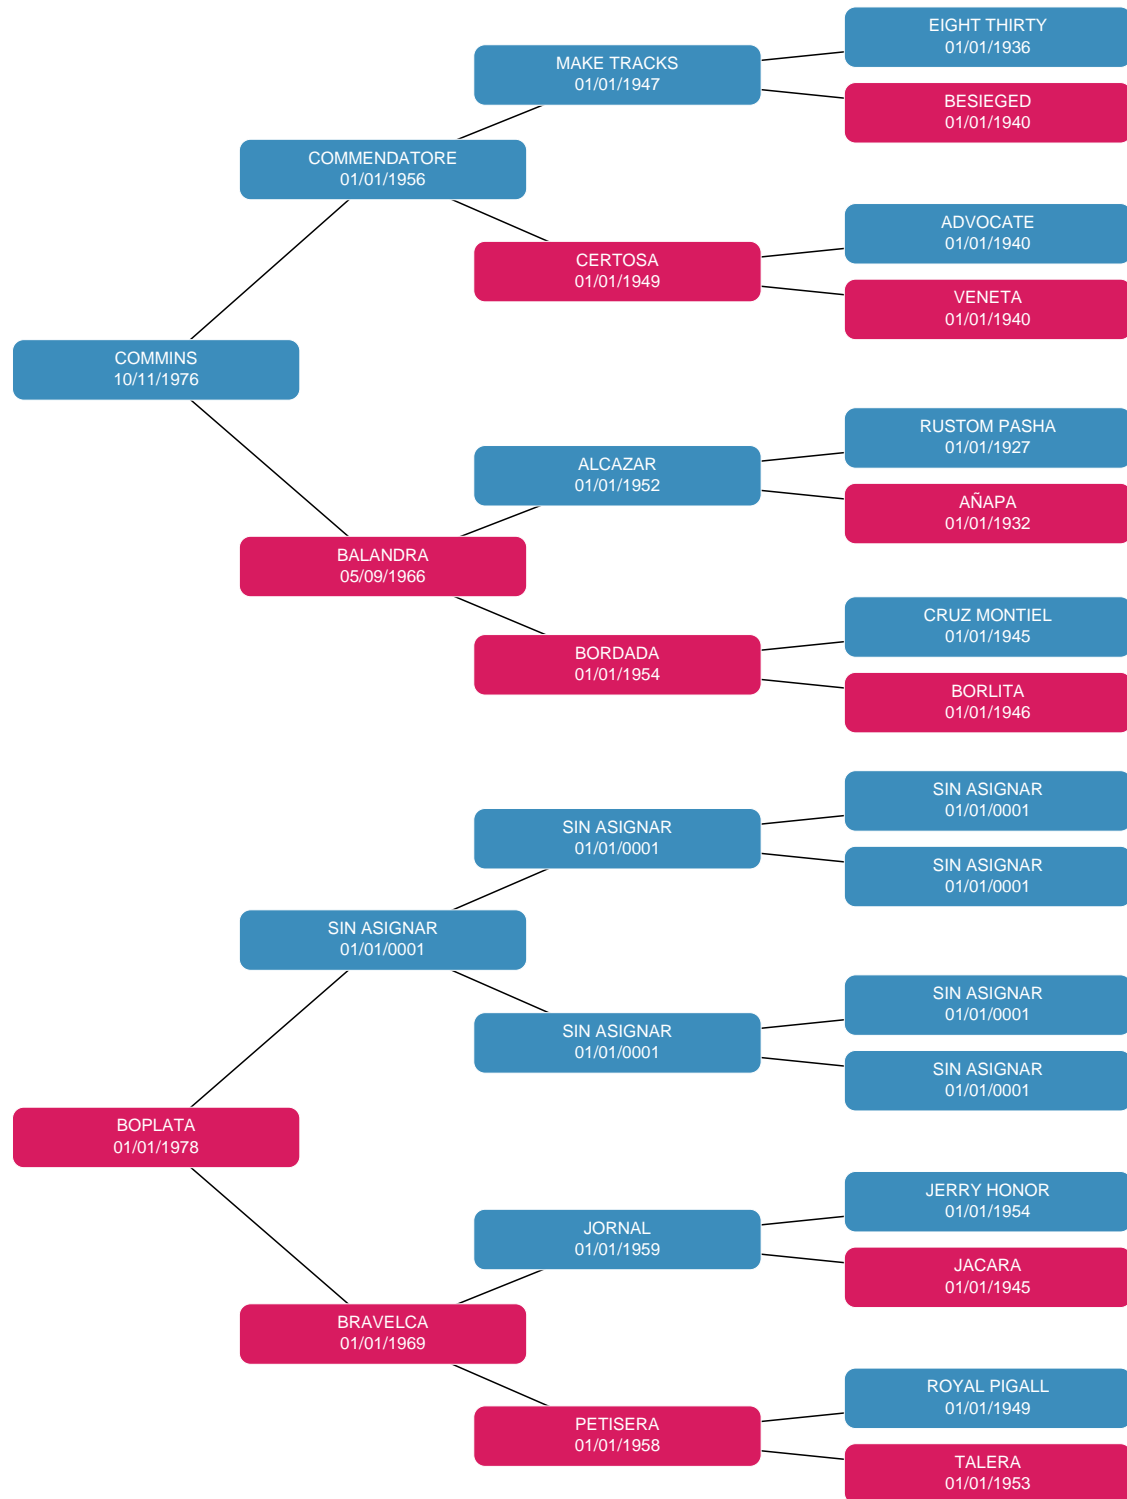 EIGHT THIRTY
01/01/1936
MAKE TRACKS
01/01/1947
BESIEGED
01/01/1940
COMMENDATORE
01/01/1956
ADVOCATE
01/01/1940
CERTOSA
01/01/1949
VENETA
01/01/1940
COMMINS
10/11/1976
RUSTOM PASHA
01/01/1927
ALCAZAR
01/01/1952
AÑAPA
01/01/1932
BALANDRA
05/09/1966
CRUZ MONTIEL
01/01/1945
BORDADA
01/01/1954
BORLITA
01/01/1946
SIN ASIGNAR
01/01/0001
SIN ASIGNAR
01/01/0001
SIN ASIGNAR
01/01/0001
SIN ASIGNAR
01/01/0001
SIN ASIGNAR
01/01/0001
SIN ASIGNAR
01/01/0001
SIN ASIGNAR
01/01/0001
BOPLATA
01/01/1978
JERRY HONOR
01/01/1954
JORNAL
01/01/1959
JACARA
01/01/1945
BRAVELCA
01/01/1969
ROYAL PIGALL
01/01/1949
PETISERA
01/01/1958
TALERA
01/01/1953